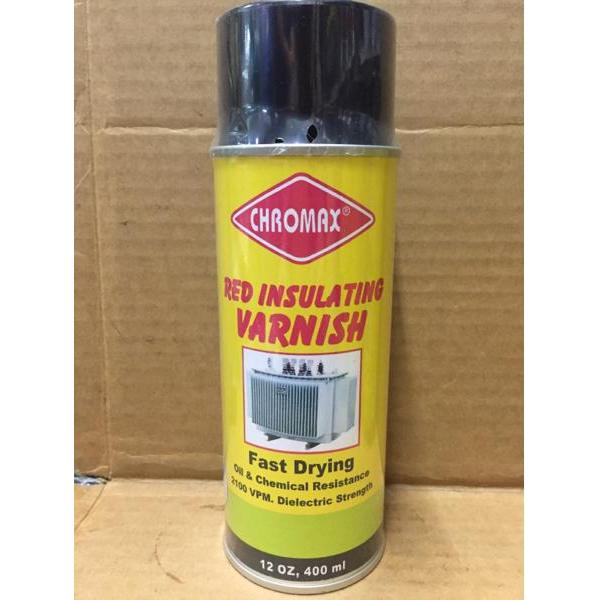 CHROMAX®
RED INSULATING
VARNISH
Fast Drying
Oil & Chemical Resistance
2100 VPM. Dielectric Strength
12 OZ, 400 ml